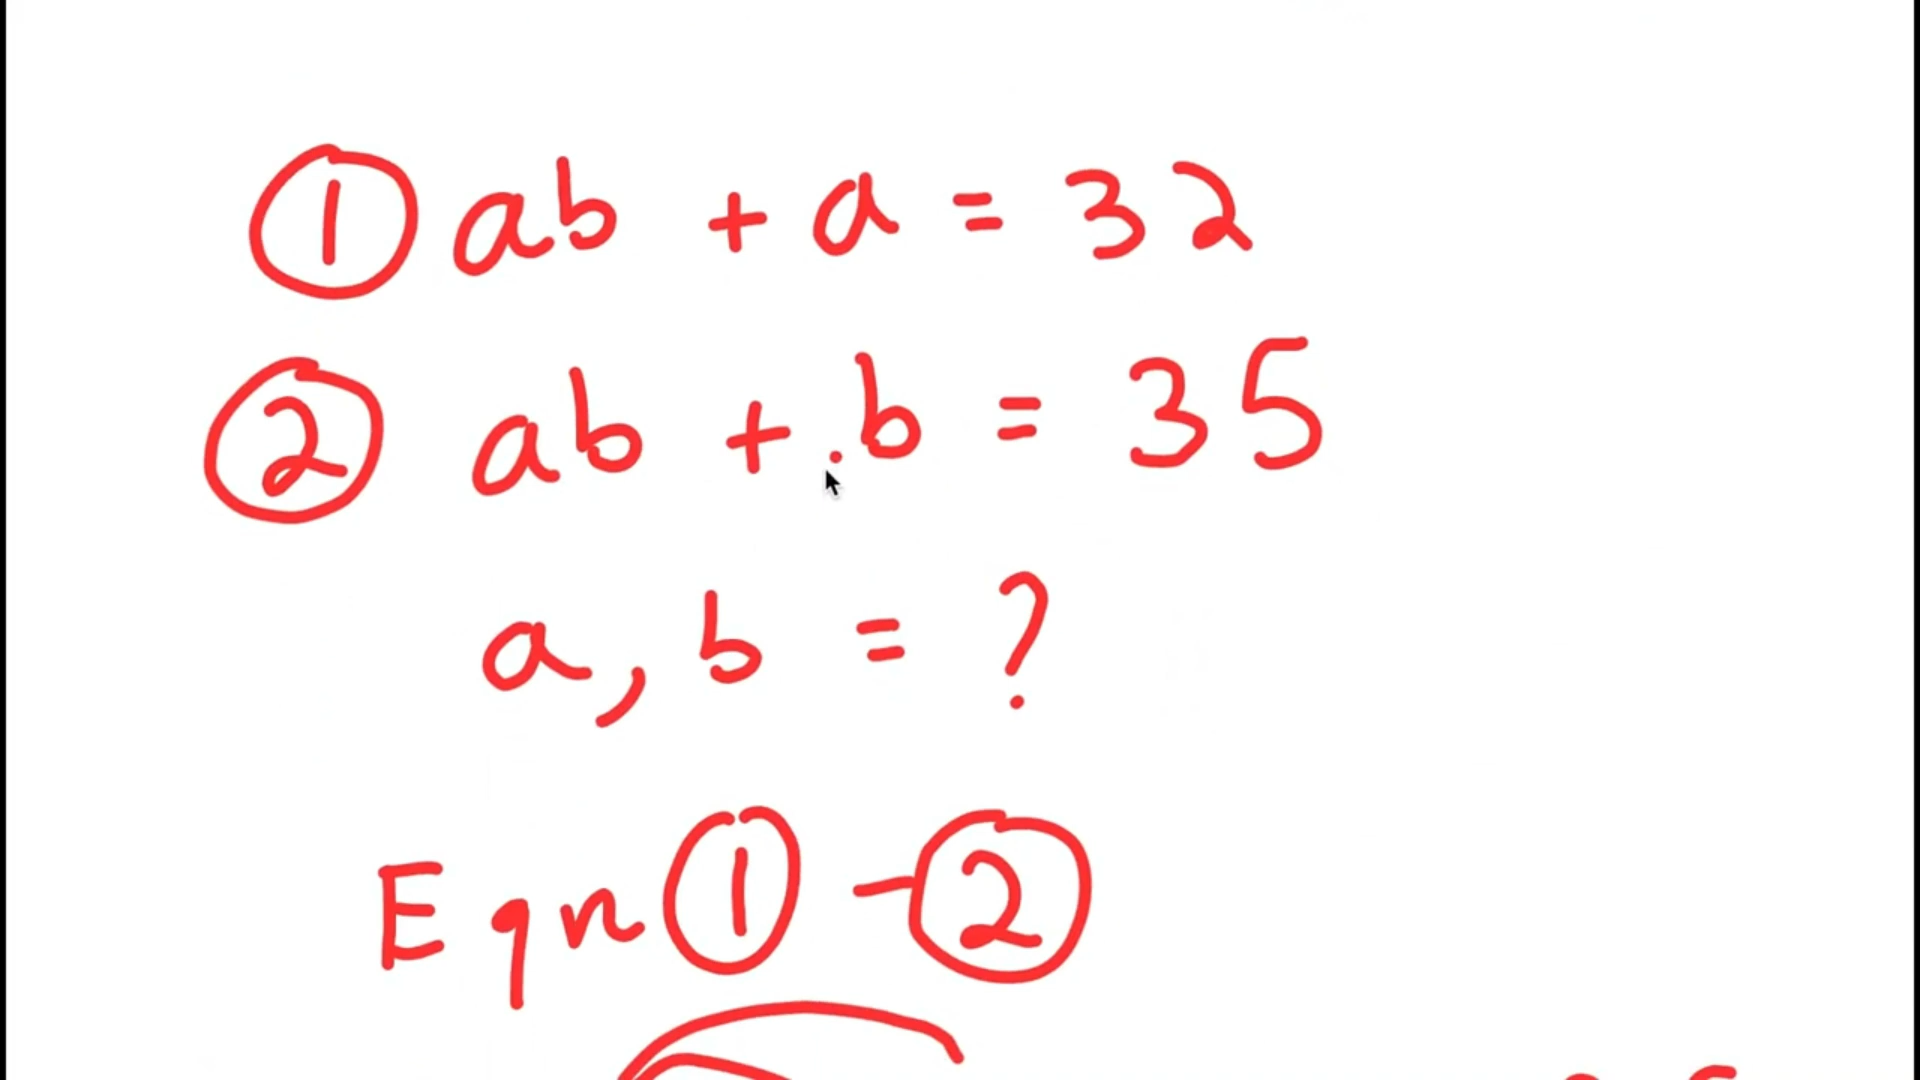 ① ab + a = 32
② ab + b = 35
a, b = ?
Eqn ① - ②